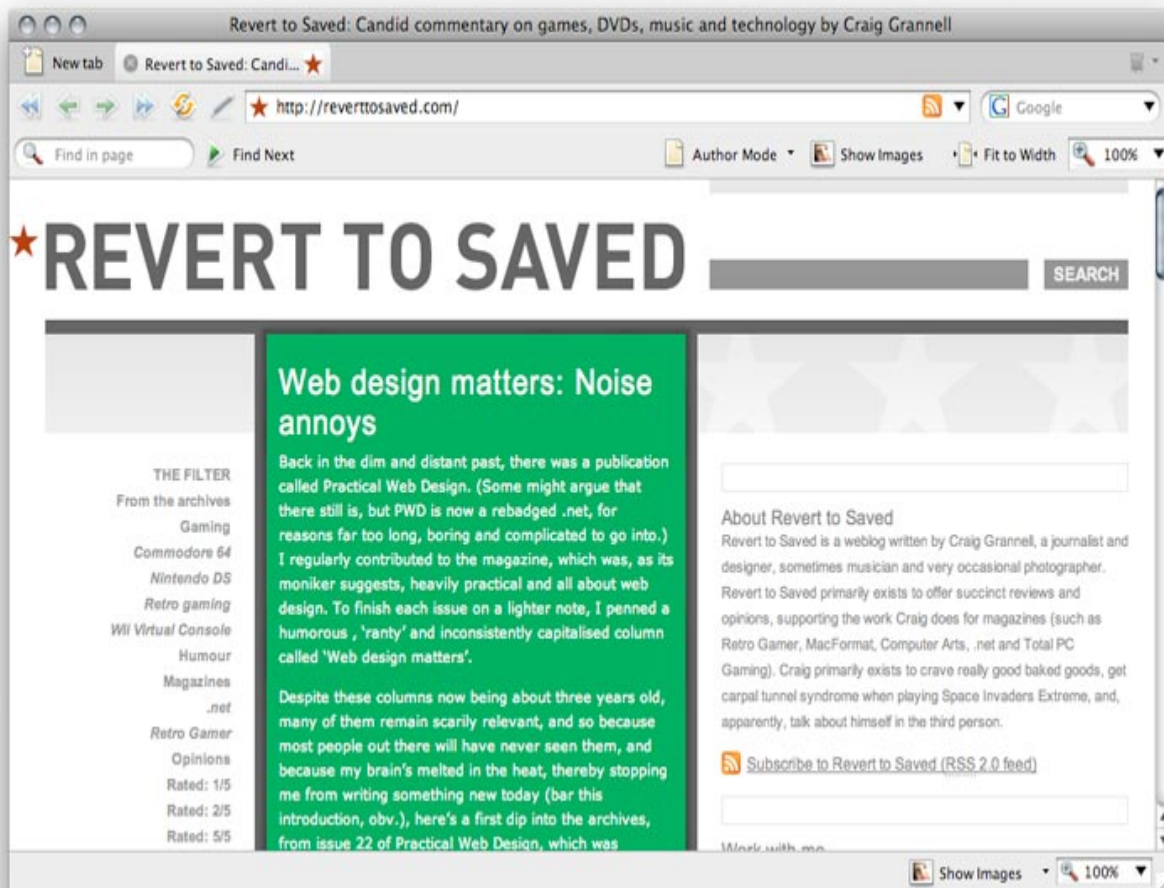 Revert to Saved: Candid commentary on games, DVDs, music and technology by Craig Grannell
New tab
Revert to Saved: Candi...
http://reverttosaved.com/
Google
Find in page
Find Next
Author Mode
Show Images
Fit to Width
100%
REVERT TO SAVED
SEARCH
THE FILTER
From the archives
Gaming
Commodore 64
Nintendo DS
Retro gaming
Wii Virtual Console
Humour
Magazines
.net
Retro Gamer
Opinions
Rated: 1/5
Rated: 2/5
Rated: 5/5
Web design matters: Noise
annoys
Back in the dim and distant past, there was a publication
called Practical Web Design. (Some might argue that
there still is, but PWD is now a rebadged .net, for
reasons far too long, boring and complicated to go into.)
I regularly contributed to the magazine, which was, as its
moniker suggests, heavily practical and all about web
design. To finish each issue on a lighter note, I penned a
humorous , 'ranty' and inconsistently capitalised column
called 'Web design matters'.
Despite these columns now being about three years old,
many of them remain scarily relevant, and so because
most people out there will have never seen them, and
because my brain's melted in the heat, thereby stopping
me from writing something new today (bar this
introduction, obv.), here's a first dip into the archives,
from issue 22 of Practical Web Design, which was
About Revert to Saved
Revert to Saved is a weblog written by Craig Grannell, a journalist and
designer, sometimes musician and very occasional photographer.
Revert to Saved primarily exists to offer succinct reviews and
opinions, supporting the work Craig does for magazines (such as
Retro Gamer, MacFormat, Computer Arts, .net and Total PC
Gaming). Craig primarily exists to crave really good baked goods, get
carpal tunnel syndrome when playing Space Invaders Extreme, and,
apparently, talk about himself in the third person.
Subscribe to Revert to Saved (RSS 2.0 feed)
Work with me
Show Images
100%